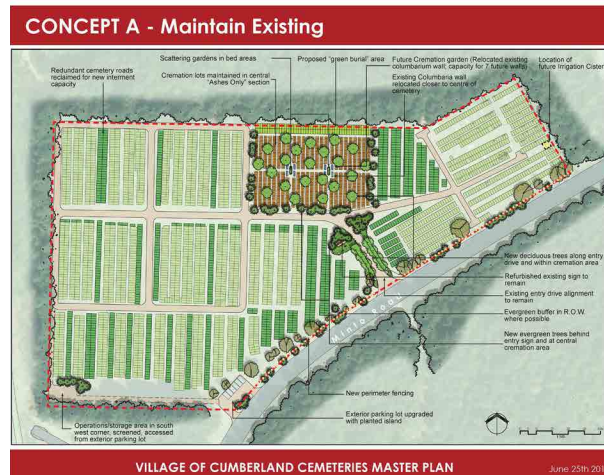 CONCEPT A - Maintain Existing
Redundant cemetery roads
reclaimed for new interment
capacity
Scattering gardens in bed areas
Cremation lots maintained in central
"Ashes Only" section
Proposed "green burial" area
Future Cremation garden (Relocated existing
columbarium wall; capacity for 7 future walls)
Existing Columbaria wall
relocated closer to centre of
cemetery
Location of
future Irrigation Cistern
New deciduous trees along entry
drive and within cremation area
Refurbished existing sign to
remain
Existing entry drive alignment
to remain
Evergreen buffer in R.O.W.
where possible
New evergreen trees behind
entry sign and at central
cremation area
Minto Road
New perimeter fencing
Exterior parking lot upgraded
with planted island
Operations/storage area in south
west corner, screened, accessed
from exterior parking lot
VILLAGE OF CUMBERLAND CEMETERIES MASTER PLAN
June 25th